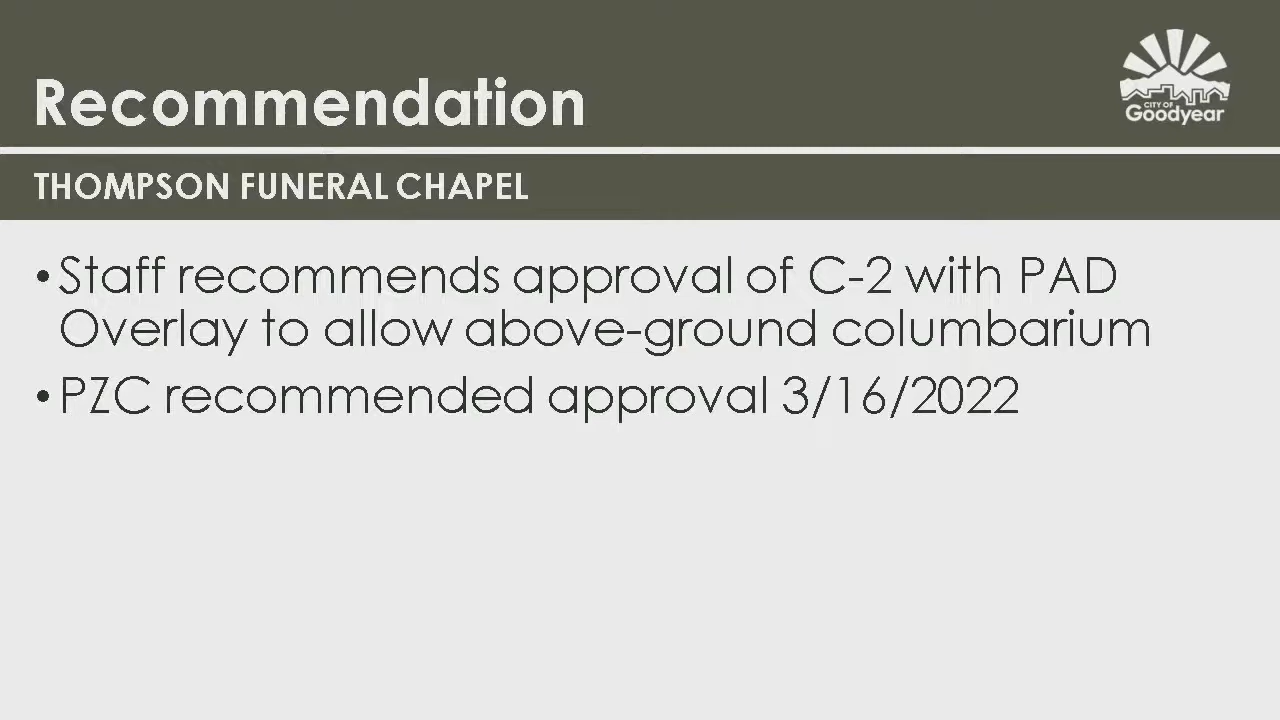 Recommendation
CITY OF
Goodyear
THOMPSON FUNERAL CHAPEL
•Staff recommends approval of C-2 with PAD
Overlay to allow above-ground columbarium
•PZC recommended approval 3/16/2022